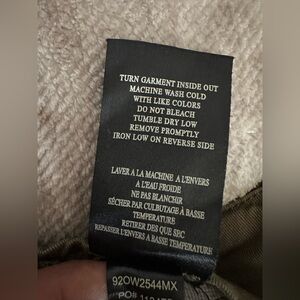 TURN GARMENT INSIDE OUT
MACHINE WASH COLD
WITH LIKE COLORS
DO NOT BLEACH
TUMBLE DRY LOW
REMOVE PROMPTLY
IRON LOW ON REVERSE SIDE
LAVER A LA MACHINE A L'ENVERS
A L'EAU FROIDE
NE PAS BLANCHIR
SÉCHER PAR CULBUTAGE À BASSE
TEMPERATURE
RETIRER DES QUE SEC
REPASSER L'ENVERS A BASSE TEMPERATURE
92OW2544MX
PO#